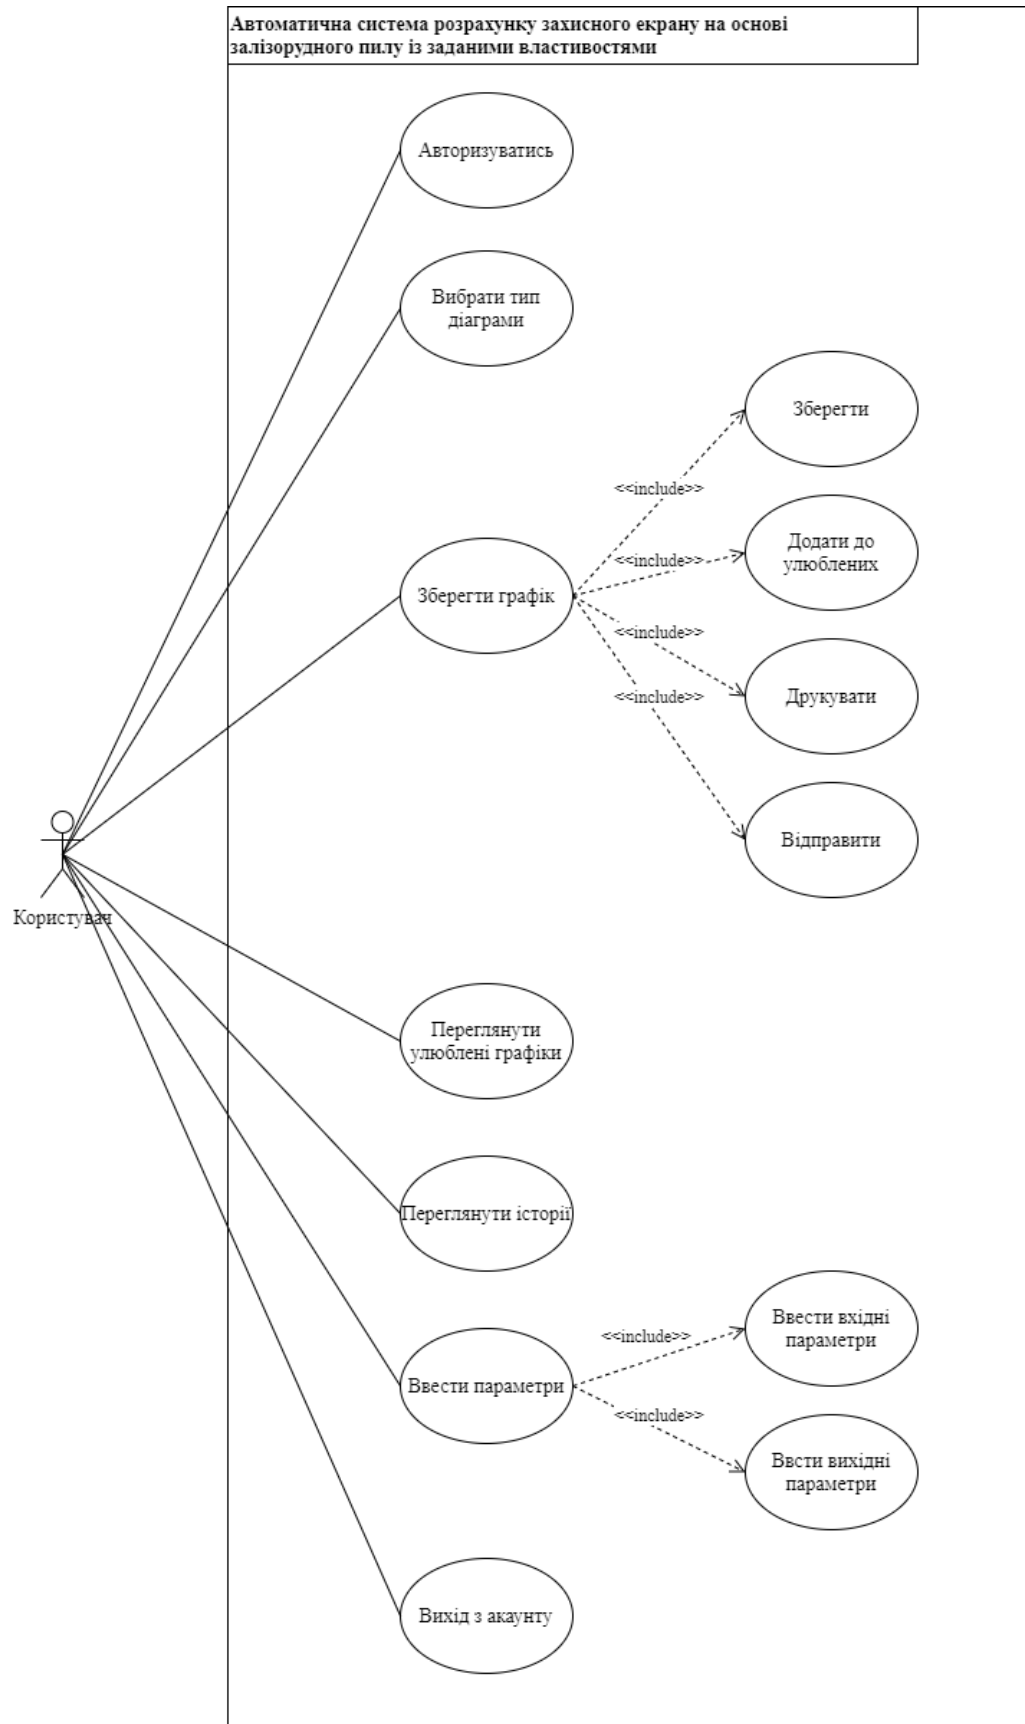 Автоматична система розрахунку захисного екрану на основі
залізорудного пилу із заданими властивостями
Авторизуватись
Вибрати тип
діаграми
Зберегти
<<include>>
Додати до
улюблених
<<include>>
Зберегти графік
<<include>>
Друкувати
<<include>>
Відправити
Користувач
Переглянути
улюблені графіки
Переглянути історії
Ввести вхідні
параметри
<<include>>
Ввести параметри
<<include>>
Ввсти вихідні
параметри
Вихід з акаунту